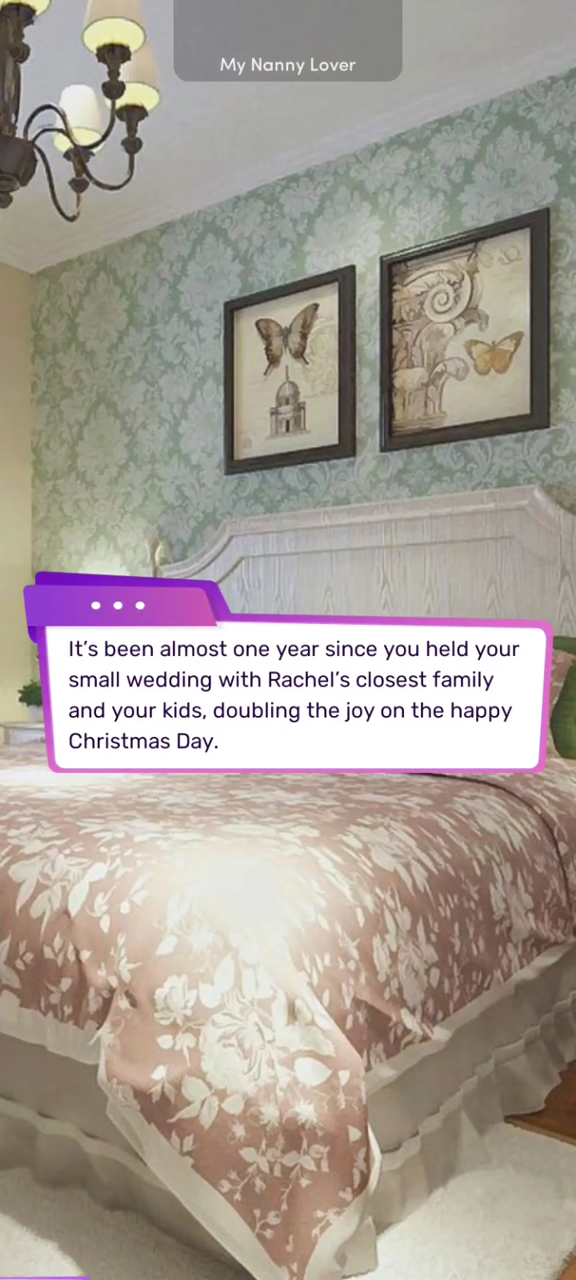 My Nanny Lover
It’s been almost one year since you held your
small wedding with Rachel’s closest family
and your kids, doubling the joy on the happy
Christmas Day.